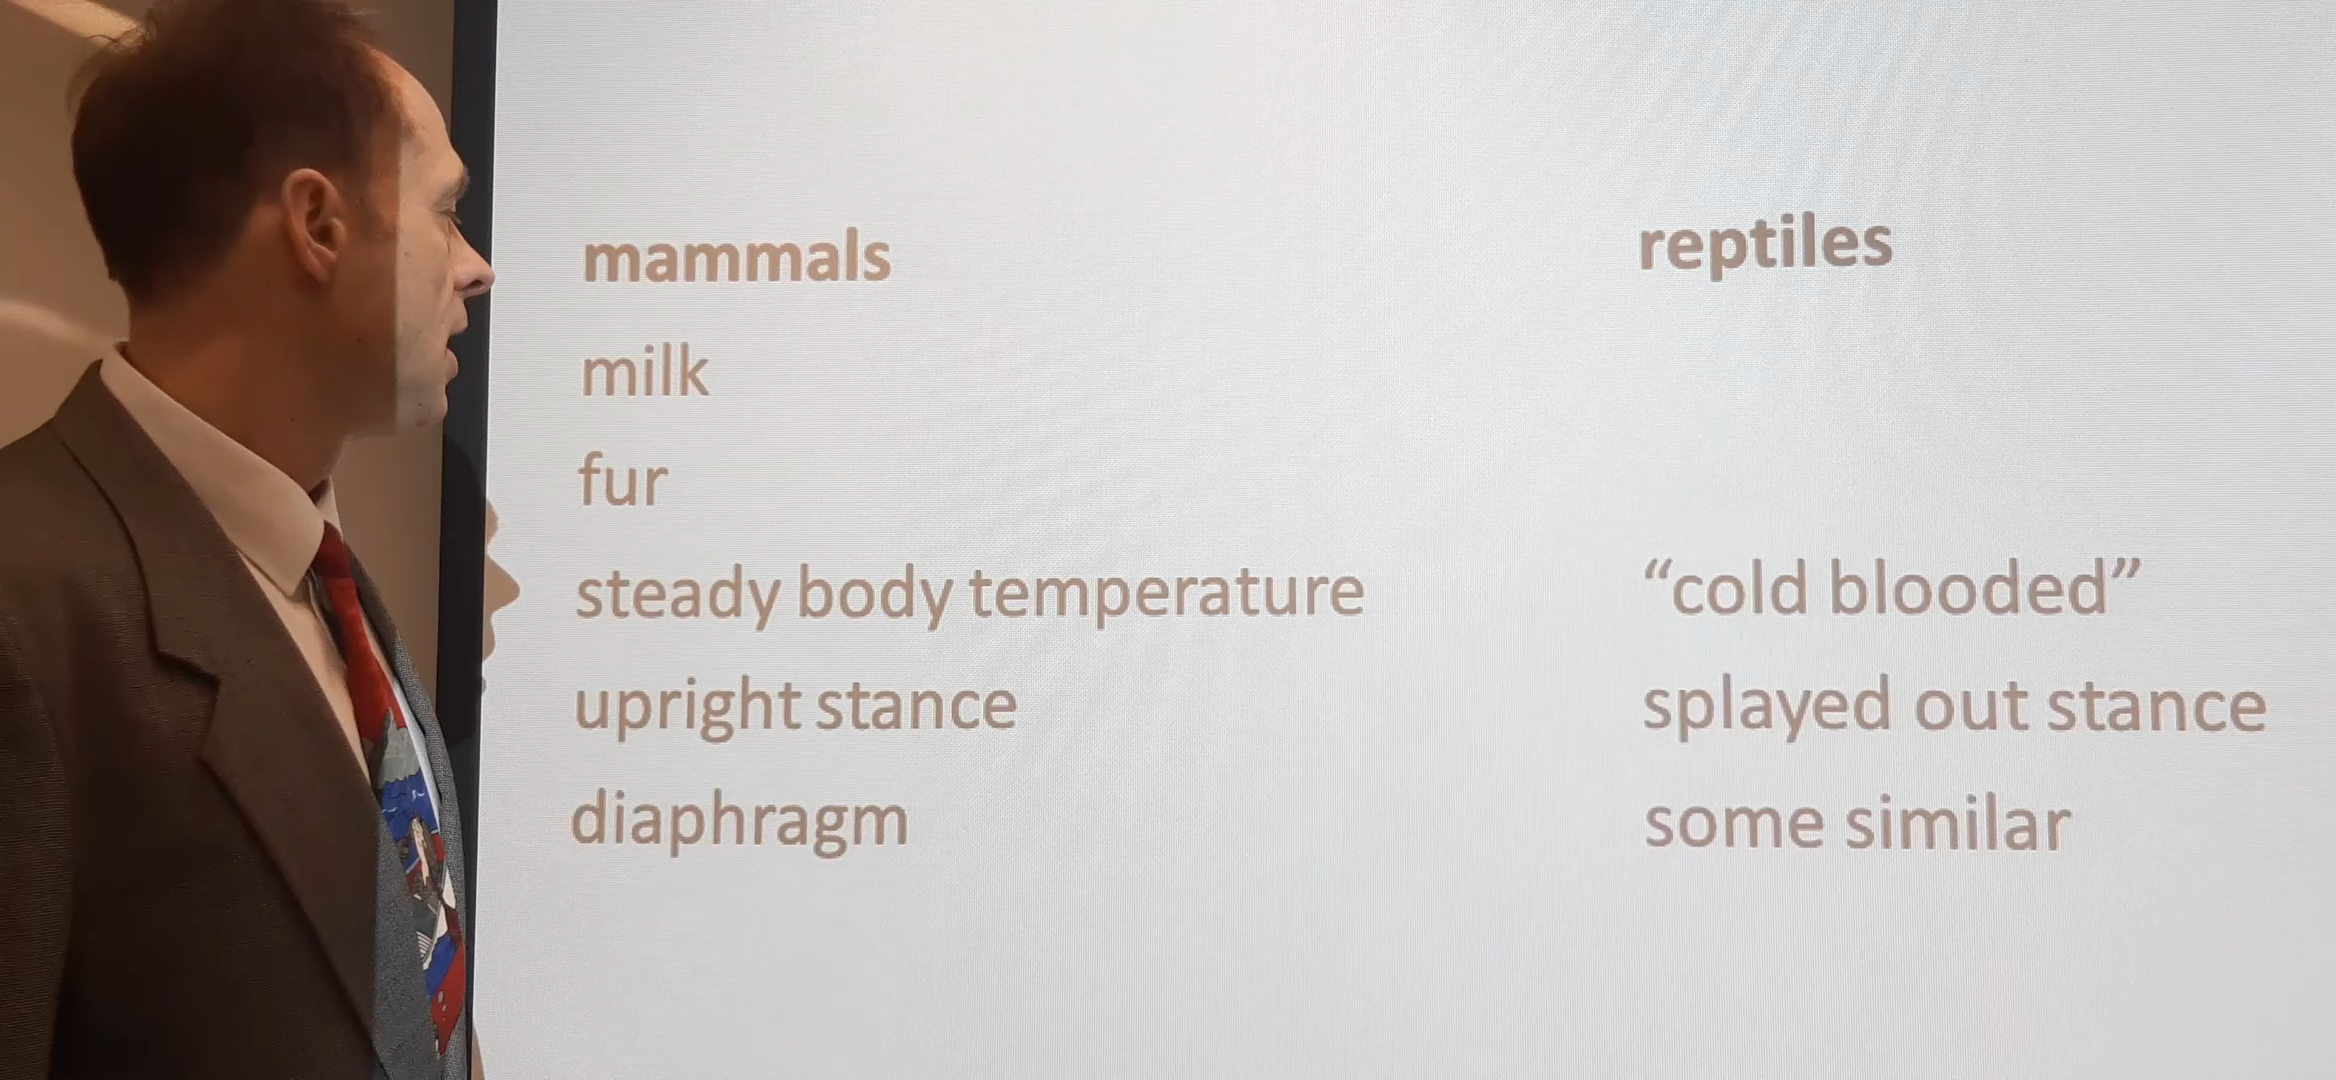 mammals reptiles
milk
fur
steady body temperature “cold blooded”
upright stance splayed out stance
diaphragm some similar